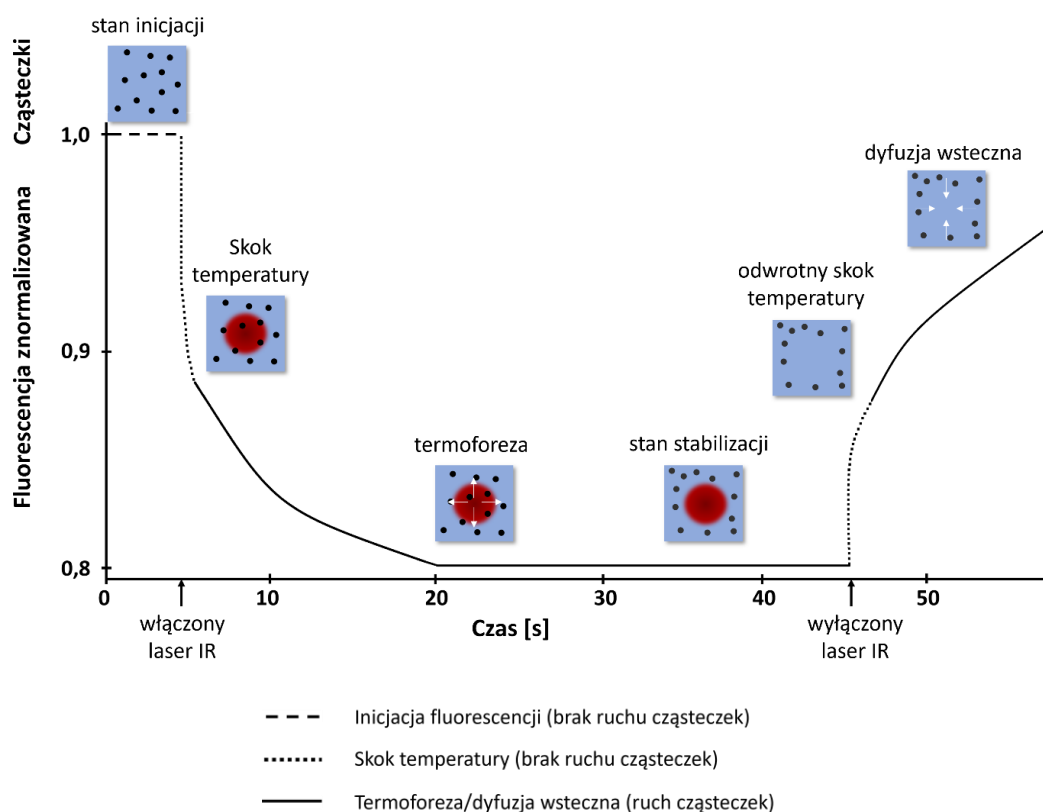 stan inicjacji
Cząsteczki
Fluorescencja znormalizowana
1,0
0,9
0,8
Skok
temperatury
termoforeza
stan stabilizacji
odwrotny skok
temperatury
dyfuzja wsteczna
0
10
20
30
40
50
włączony
laser IR
Czas [s]
wyłączony
laser IR
Inicjacja fluorescencji (brak ruchu cząsteczek)
Skok temperatury (brak ruchu cząsteczek)
Termoforeza/dyfuzja wsteczna (ruch cząsteczek)